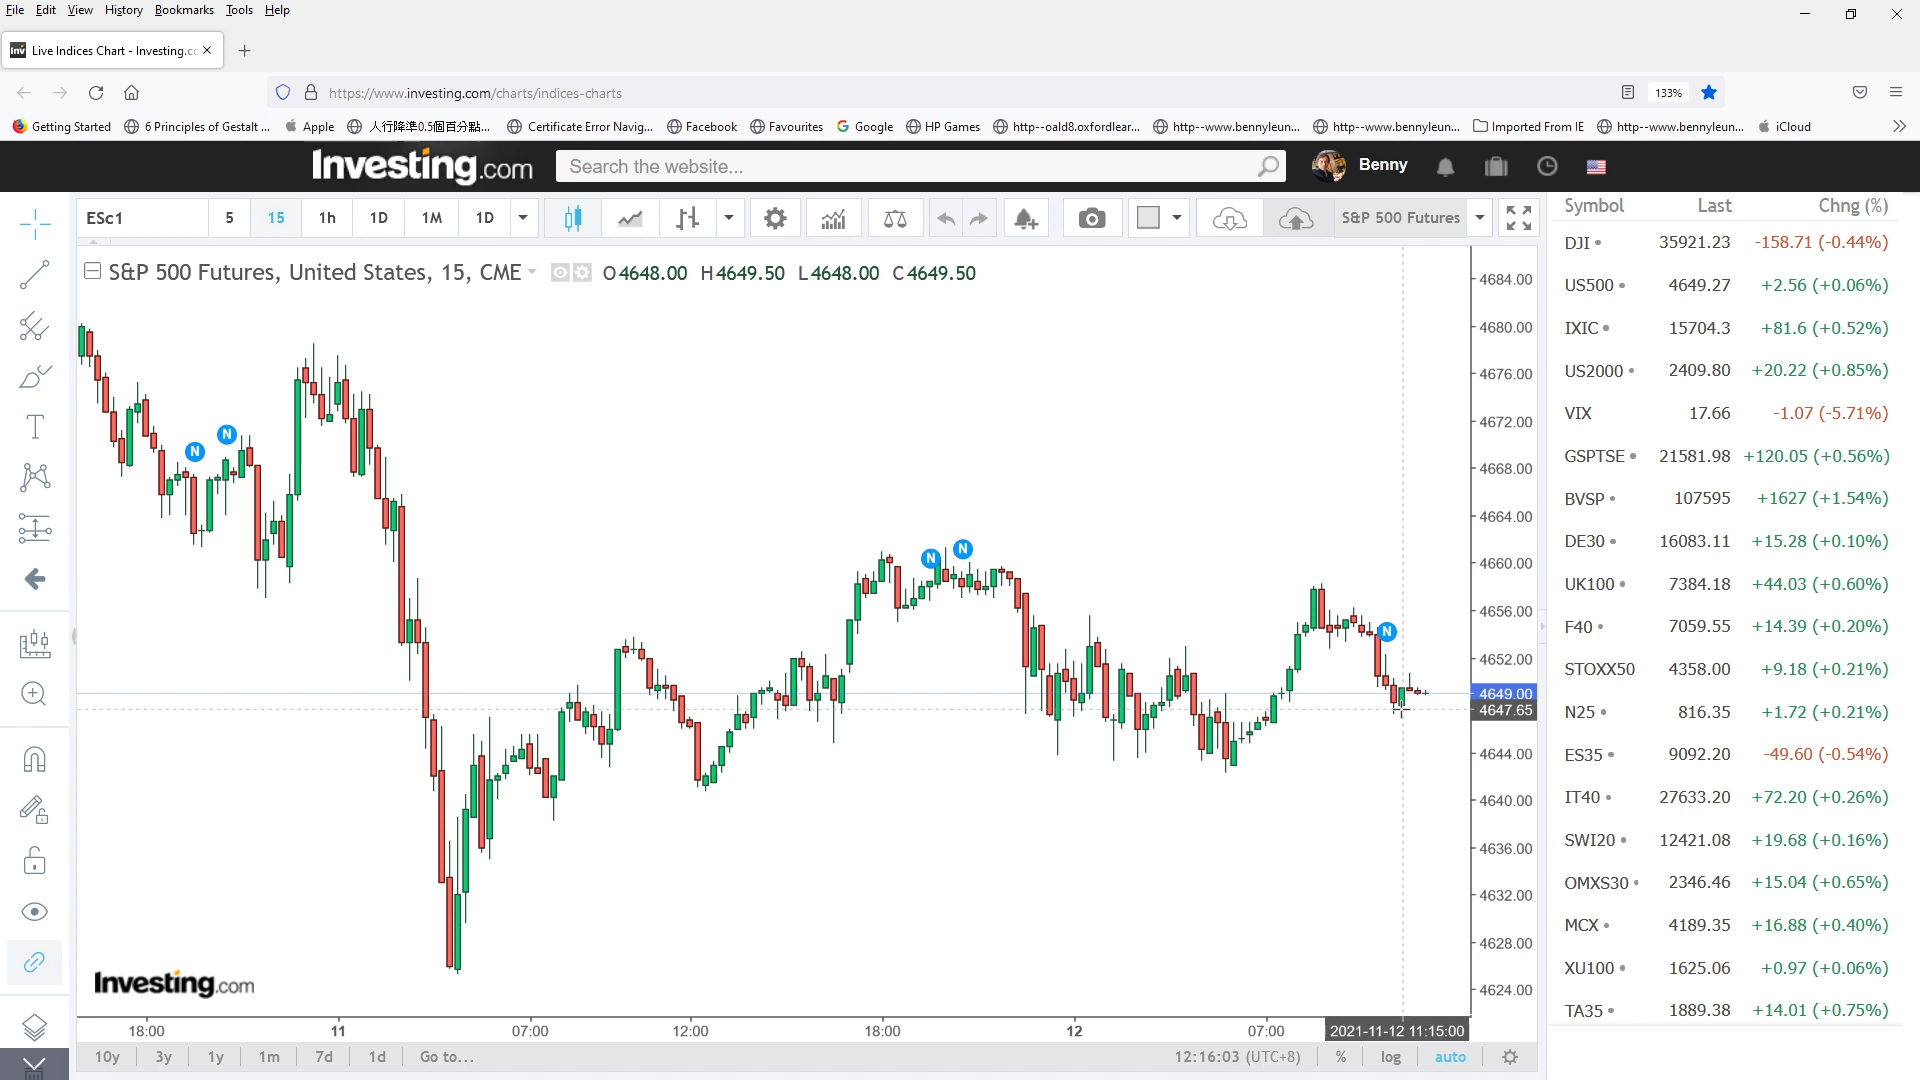 File Edit View History Bookmarks Tools Help
Live Indices Chart - Investing.co
https://www.investing.com/charts/indices-charts
133%
Getting Started
6 Principles of Gestalt ...
Apple
人行降準0.5個百分點...
Certificate Error Navig...
Facebook
Favourites
Google
HP Games
http--oald8.oxfordlear...
http--www.bennyleun...
http--www.bennyleun...
Imported From IE
http--www.bennyleun...
iCloud
Investing.com
Search the website...
Benny
ESc1 5 15 1h 1D 1M 1D
S&P 500 Futures
S&P 500 Futures, United States, 15, CME
O 4648.00 H 4649.50 L 4648.00 C 4649.50
N
N
N
N
N
4684.00
4680.00
4676.00
4672.00
4668.00
4664.00
4660.00
4656.00
4652.00
4649.00
4647.65
4644.00
4640.00
4636.00
4632.00
4628.00
4624.00
Investing.com
18:00 11 07:00 12:00 18:00 12 07:00 2021-11-12 11:15:00
10y 3y 1y 1m 7d 1d Go to... 12:16:03 (UTC+8) % log auto
Symbol Last Chng (%)
DJI 35921.23 -158.71 (-0.44%)
US500 4649.27 +2.56 (+0.06%)
IXIC 15704.3 +81.6 (+0.52%)
US2000 2409.80 +20.22 (+0.85%)
VIX 17.66 -1.07 (-5.71%)
GSPTSE 21581.98 +120.05 (+0.56%)
BVSP 107595 +1627 (+1.54%)
DE30 16083.11 +15.28 (+0.10%)
UK100 7384.18 +44.03 (+0.60%)
F40 7059.55 +14.39 (+0.20%)
STOXX50 4358.00 +9.18 (+0.21%)
N25 816.35 +1.72 (+0.21%)
ES35 9092.20 -49.60 (-0.54%)
IT40 27633.20 +72.20 (+0.26%)
SWI20 12421.08 +19.68 (+0.16%)
OMXS30 2346.46 +15.04 (+0.65%)
MCX 4189.35 +16.88 (+0.40%)
XU100 1625.06 +0.97 (+0.06%)
TA35 1889.38 +14.01 (+0.75%)